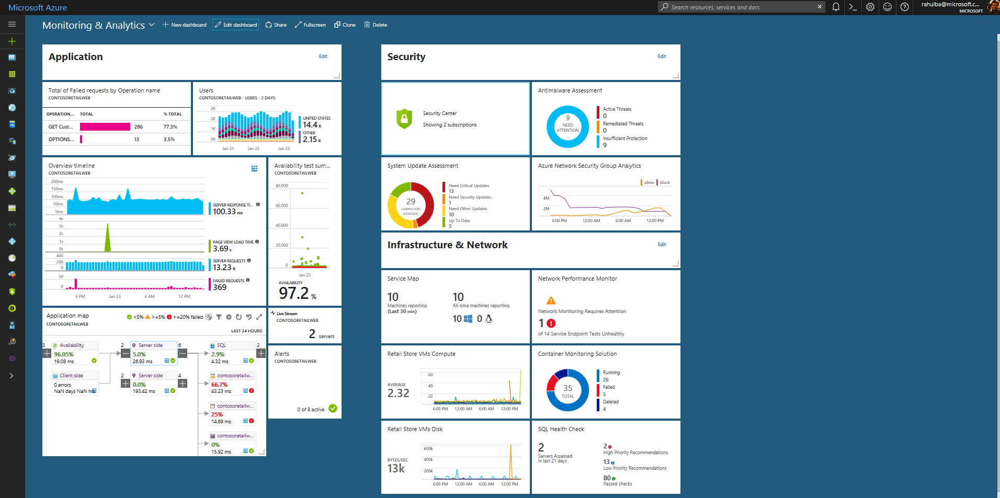 Microsoft Azure
Search resources, services and docs
rahulba@microsoft.c...
MICROSOFT
Monitoring & Analytics
New dashboard
Edit dashboard
Share
Fullscreen
Clone
Delete
Application
Edit
Total of Failed requests by Operation name
CONTOSORETAILWEB
OPERATION... TOTAL % TOTAL
GET Cust... 286 77.3%
OPTIONS... 13 3.5%
Users
CONTOSORETAILWEB - USERS - 3 DAYS
3K
2K
1K
0K
Jan 21 Jan 22 Jan 23
UNITED STATES
14.4 K
OTHER
2.15 K
Overview timeline
CONTOSORETAILWEB
200ms
150ms
100ms
50ms
0ms
SERVER RESPONSE TI...
100.33 ms
4s
3s
2s
1s
0s
PAGE VIEW LOAD TIME
3.69 s
400
200
0
SERVER REQUESTS
13.23 K
50
0
FAILED REQUESTS
369
6 PM Jan 23 6 AM 12 PM
Availability test sum...
CONTOSORETAILWEB
80,000
60,000
40,000
20,000
0
Jan 23
AVAILABILITY
97.2 %
Application map
CONTOSORETAILWEB
<5% >=5% >=20% failed
LAST 24 HOURS
3
Availability
96.05%
19.08 ms
Client side
0 errors
NaN days NaN hrs
2 Server side 6
5.0%
26.93 ms
2 Server side 4
0.0%
193.42 ms
SQL 2
2.9%
4.32 ms
contosoretailw...
66.7%
43.23 ms
contosoretailw...
25%
14.69 ms
contosoretailw...
0%
15.92 ms
Live Stream
CONTOSORETAILWEB
2 servers
Alerts
CONTOSORETAILWEB
0 of 8 active
Security
Edit
Security Center
Showing 2 subscriptions
Antimalware Assessment
9
NEED
ATTENTION
Active Threats
0
Remediated Threats
0
Insufficient Protection
9
System Update Assessment
29
COMPUTERS
ASSESSED
Need Critical Updates
13
Need Security Updates
1
Need Other Updates
10
Up To Date
5
Azure Network Security Group Analytics
allow block
4M
2M
6:00 PM 12:00 AM 6:00 AM 12:00 PM
Infrastructure & Network
Edit
Service Map
10
Machines reporting
(Last 30 min)
10
All-time machines reporting
10 0
Network Performance Monitor
Network Monitoring Requires Attention
1
of 14 Service Endpoint Tests Unhealthy
Retail Store VMs Compute
AVERAGE
2.32
60
40
20
6:00 PM 12:00 AM 6:00 AM 12:00 PM
Container Monitoring Solution
35
TOTAL
Running
26
Failed
5
Deleted
4
Retail Store VMs Disk
BYTES/SEC
13k
600k
400k
200k
6:00 PM 12:00 AM 6:00 AM 12:00 PM
SQL Health Check
2
Servers Assessed
in last 21 days
2
High Priority Recommendations
13
Low Priority Recommendations
80
Passed checks